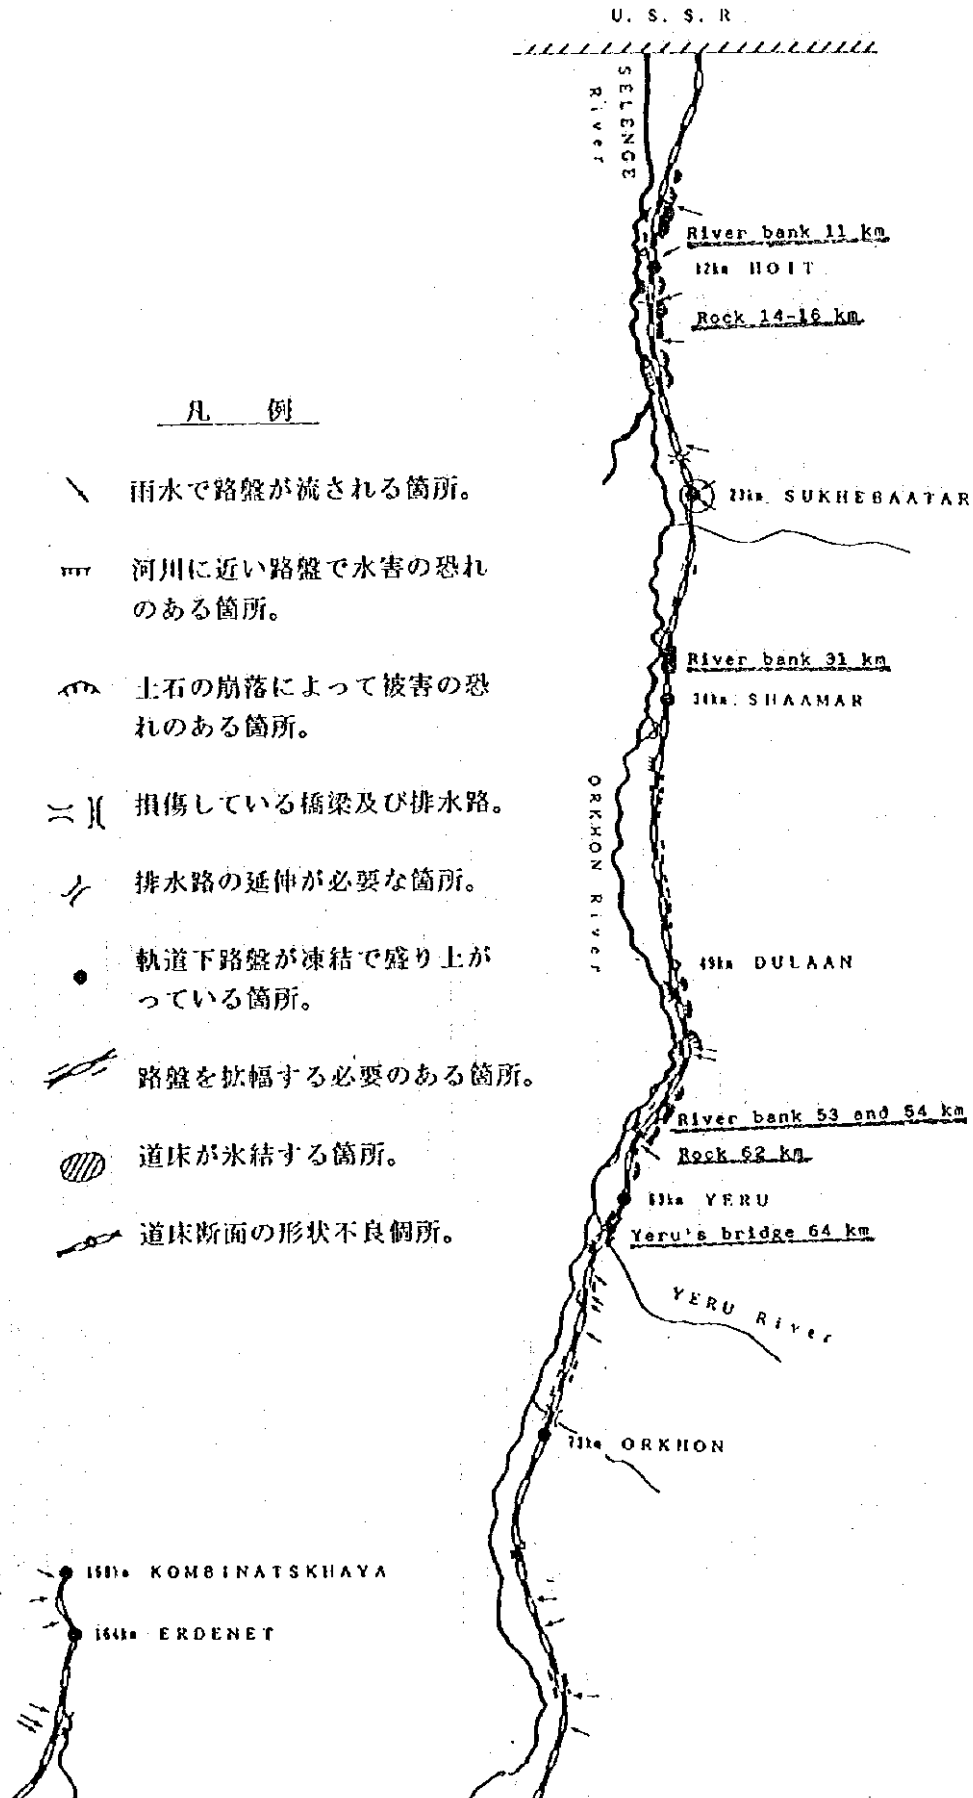 U. S. S. R
SELENGE
River
River bank 11 km
12km HOIT
Rock 14-16 km
凡 例
雨水で路盤が流される箇所。
SUKHEBAATAR
河川に近い路盤で水害の恐れ
のある箇所。
River bank 31 km
土石の崩落によって被害の恐
れのある箇所。
SHAAMAR
ORKHON River
損傷している橋梁及び排水路。
排水路の延伸が必要な箇所。
軌道下路盤が凍結で盛り上が
っている箇所。
49km DULAAN
路盤を拡幅する必要のある箇所。
River bank 53 and 54 km
道床が氷結する箇所。
Rock 62 km
YERU
道床断面の形状不良個所。
Yeru's bridge 64 km
YERU River
73km ORKHON
KOMBINATSKHAYA
164km ERDENET